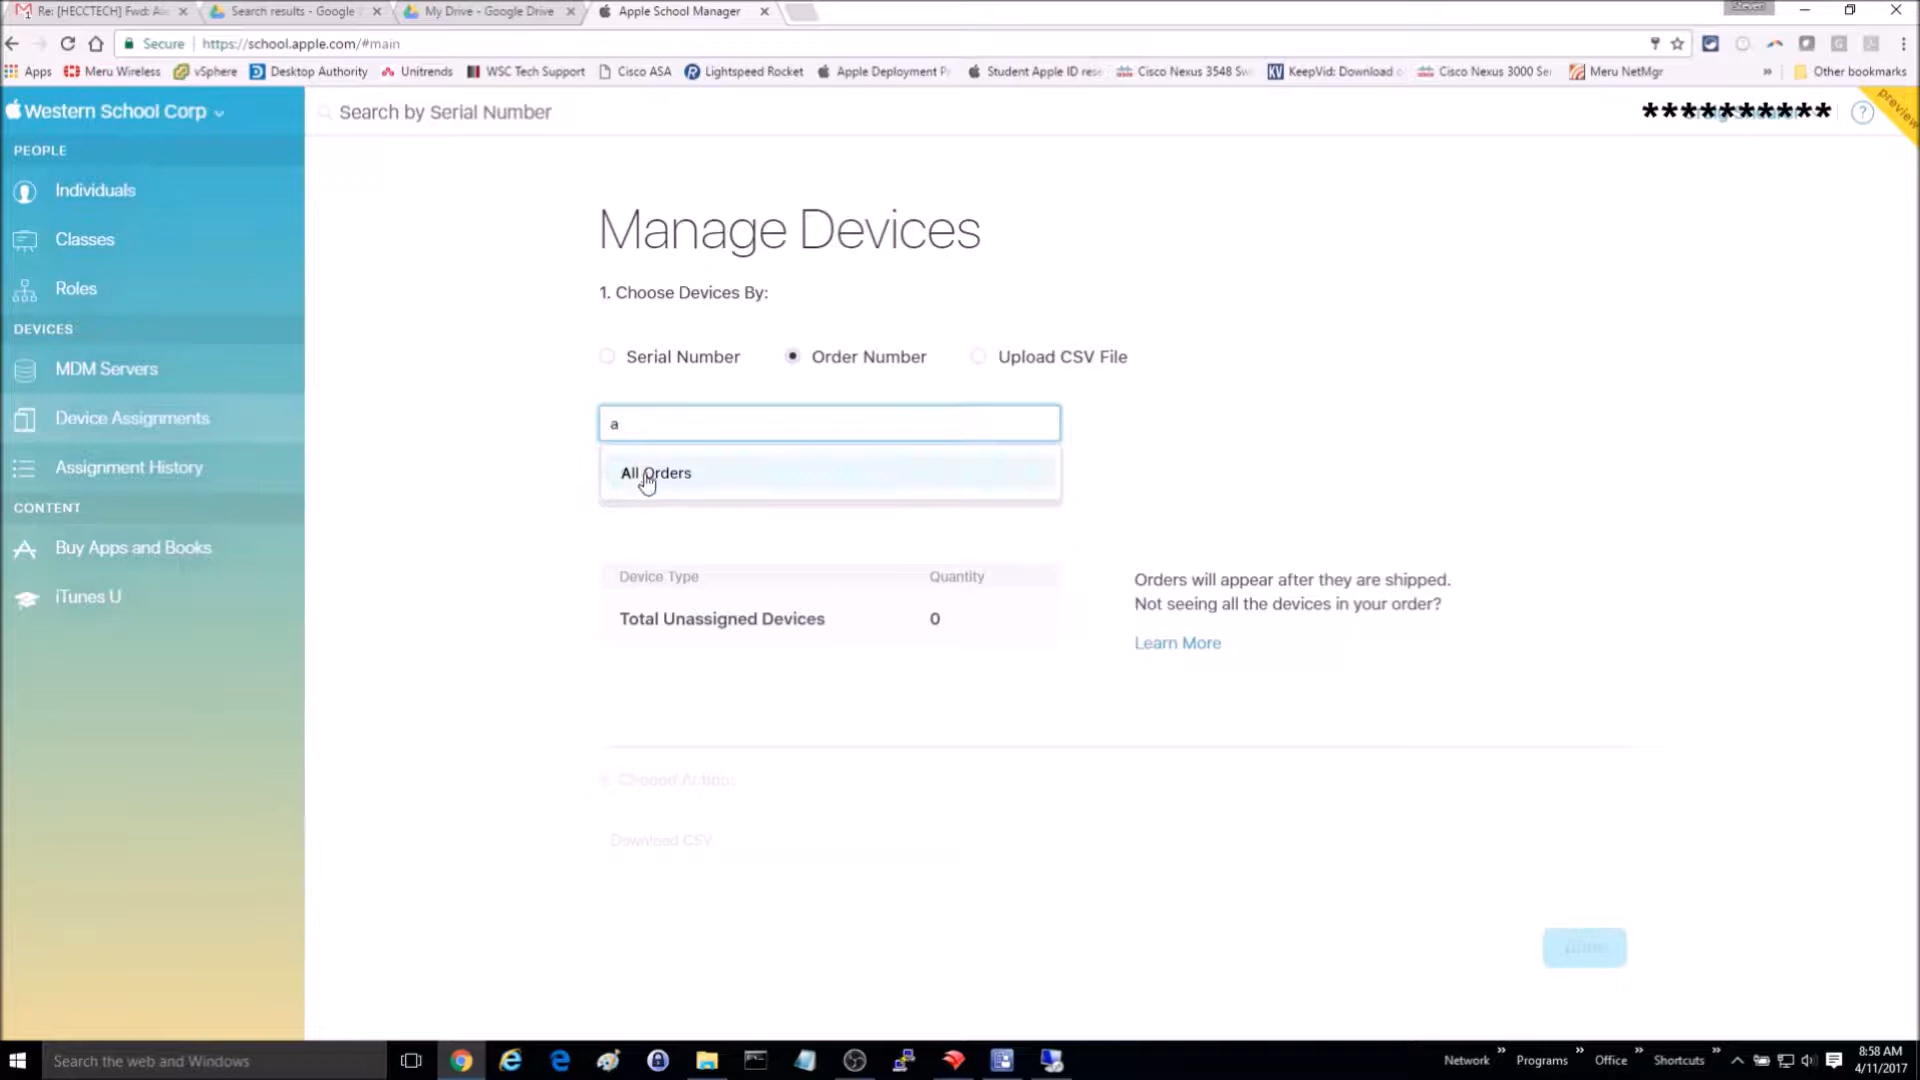 Re: [HECCTECH] Fwd: Ai
Search results - Google
My Drive - Google Drive
Apple School Manager
Steven
Secure https://school.apple.com/#main
Apps Meru Wireless vSphere Desktop Authority Unitrends WSC Tech Support Cisco ASA Lightspeed Rocket Apple Deployment P Student Apple ID rese Cisco Nexus 3548 Sw KeepVid: Download Cisco Nexus 3000 Se Meru NetMgr » Other bookmarks
Western School Corp
Search by Serial Number
**********
?
preview
PEOPLE
Individuals
Classes
Roles
DEVICES
MDM Servers
Device Assignments
Assignment History
CONTENT
Buy Apps and Books
iTunes U
Manage Devices
1. Choose Devices By:
Serial Number Order Number Upload CSV File
a
All Orders
Device Type Quantity
Total Unassigned Devices 0
Orders will appear after they are shipped.
Not seeing all the devices in your order?
Learn More
Download CSV
Search the web and Windows
Network » Programs » Office » Shortcuts »
8:58 AM
4/11/2017